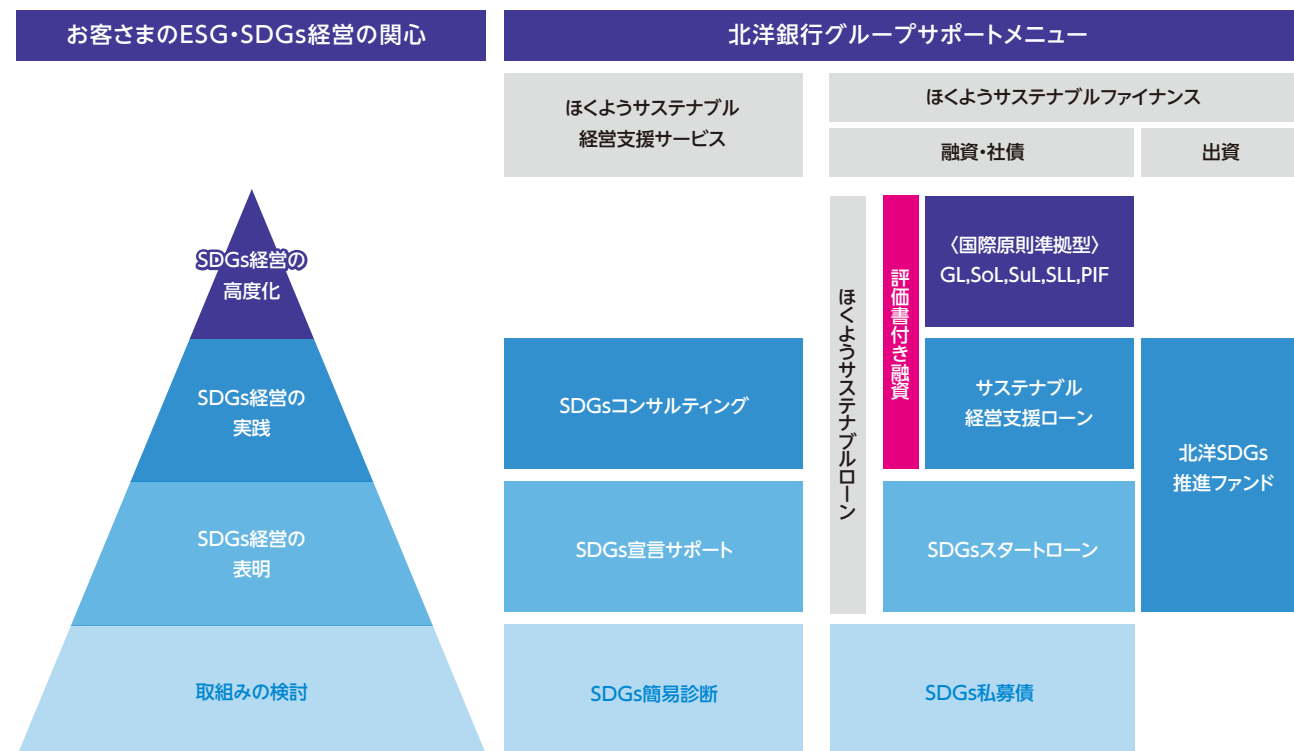 お客さまのESG・SDGs経営の関心
北洋銀行グループサポートメニュー
ほくようサステナブル
経営支援サービス
ほくようサステナブルファイナンス
融資・社債
出資
SDGs経営の
高度化
SDGs経営の
実践
SDGs経営の
表明
取組みの検討
SDGsコンサルティング
SDGs宣言サポート
SDGs簡易診断
ほくようサステナブルローン
評価書付き融資
〈国際原則準拠型〉
GL,SoL,SuL,SLL,PIF
サステナブル
経営支援ローン
SDGsスタートローン
SDGs私募債
北洋SDGs
推進ファンド